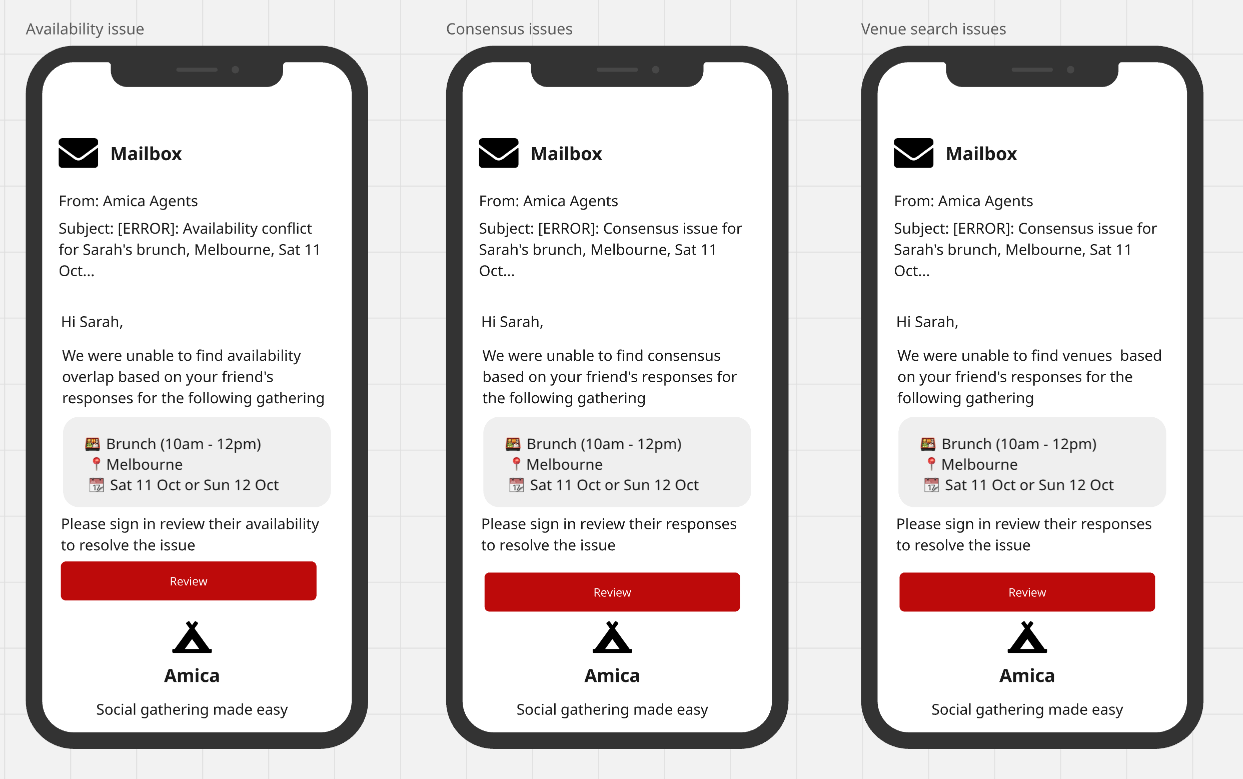 Availability issue
Mailbox
From: Amica Agents
Subject: [ERROR]: Availability conflict
for Sarah's brunch, Melbourne, Sat 11
Oct...
Hi Sarah,
We were unable to find availability
overlap based on your friend's
responses for the following gathering
🍱 Brunch (10am - 12pm)
📍 Melbourne
📆 Sat 11 Oct or Sun 12 Oct
Please sign in review their availability
to resolve the issue
Review
Amica
Social gathering made easy
Consensus issues
Mailbox
From: Amica Agents
Subject: [ERROR]: Consensus issue for
Sarah's brunch, Melbourne, Sat 11
Oct...
Hi Sarah,
We were unable to find consensus
based on your friend's responses for
the following gathering
🍱 Brunch (10am - 12pm)
📍 Melbourne
📆 Sat 11 Oct or Sun 12 Oct
Please sign in review their responses
to resolve the issue
Review
Amica
Social gathering made easy
Venue search issues
Mailbox
From: Amica Agents
Subject: [ERROR]: Consensus issue for
Sarah's brunch, Melbourne, Sat 11
Oct...
Hi Sarah,
We were unable to find venues  based
on your friend's responses for the
following gathering
🍱 Brunch (10am - 12pm)
📍 Melbourne
📆 Sat 11 Oct or Sun 12 Oct
Please sign in review their responses
to resolve the issue
Review
Amica
Social gathering made easy